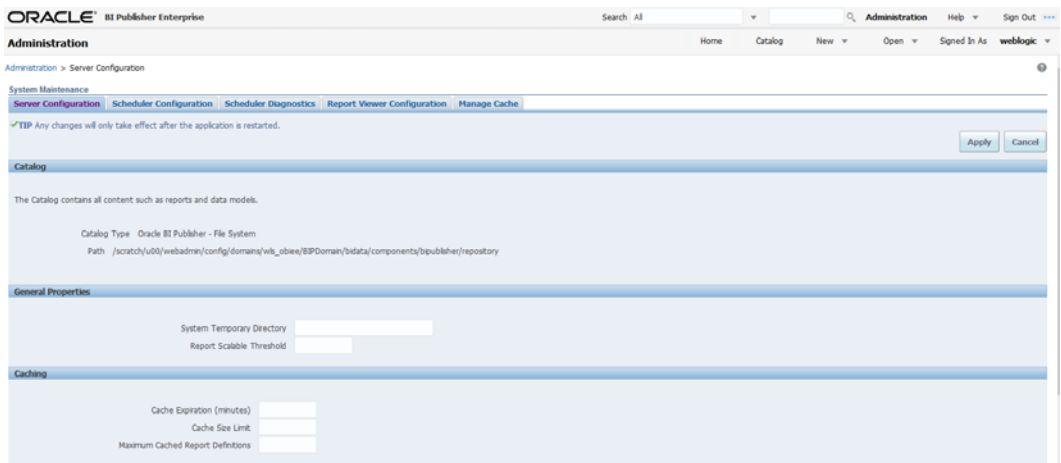 ORACLE® BI Publisher Enterprise Search All Administration Help Sign Out
Administration Home Catalog New Open Signed In As weblogic
Administration > Server Configuration
System Maintenance
Server Configuration Scheduler Configuration Scheduler Diagnostics Report Viewer Configuration Manage Cache
TIP Any changes will only take effect after the application is restarted.
Apply Cancel
Catalog
The Catalog contains all content such as reports and data models.
Catalog Type Oracle BI Publisher - File System
Path /scratch/u00/webadmin/config/domains/wls_obiee/BIPDomain/bidata/components/bipublisher/repository
General Properties
System Temporary Directory
Report Scalable Threshold
Caching
Cache Expiration (minutes)
Cache Size Limit
Maximum Cached Report Definitions